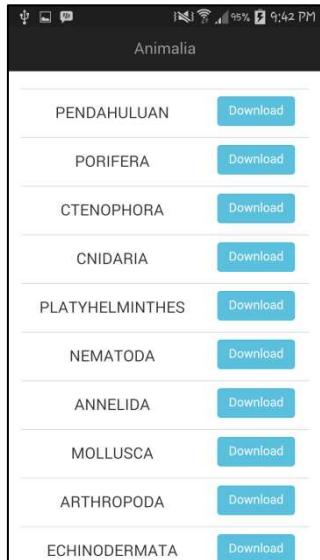 95% 9:42 PM
Animalia
PENDAHULUAN Download
PORIFERA Download
CTENOPHORA Download
CNIDARIA Download
PLATYHELMINTHES Download
NEMATODA Download
ANNELIDA Download
MOLLUSCA Download
ARTHROPODA Download
ECHINODERMATA Download